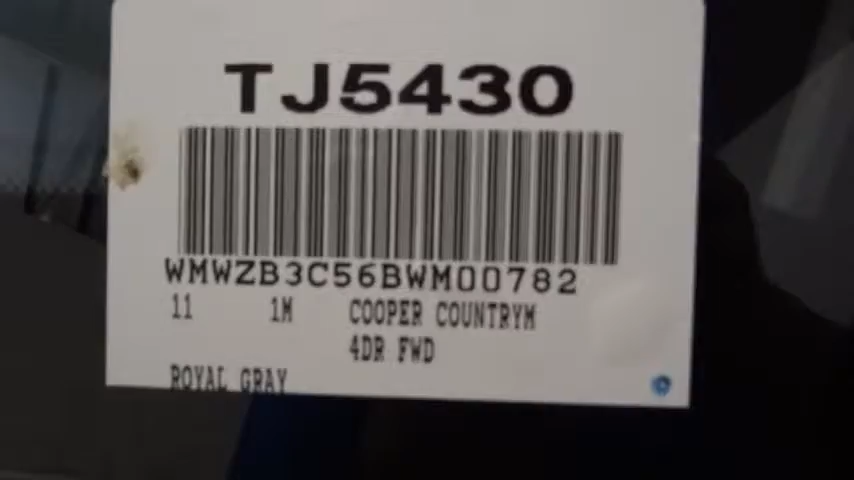 TJ5430
WMWZB3C56BWM00782
11 1M COOPER COUNTRYM
4DR FWD
ROYAL GRAY